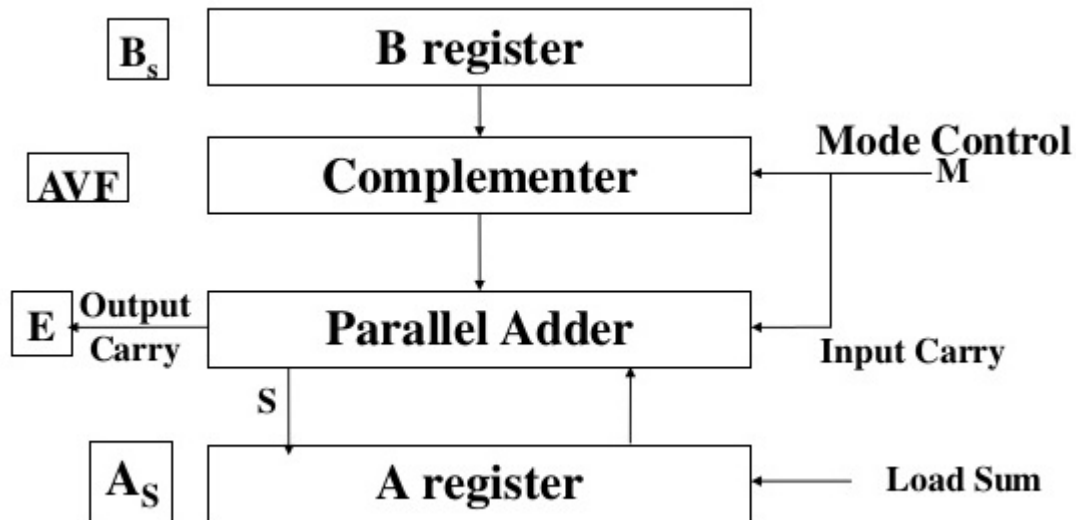 B register
Bs
Mode Control
M
Complementer
AVF
Output
Carry
E
Parallel Adder
Input Carry
S
A register
AS
Load Sum